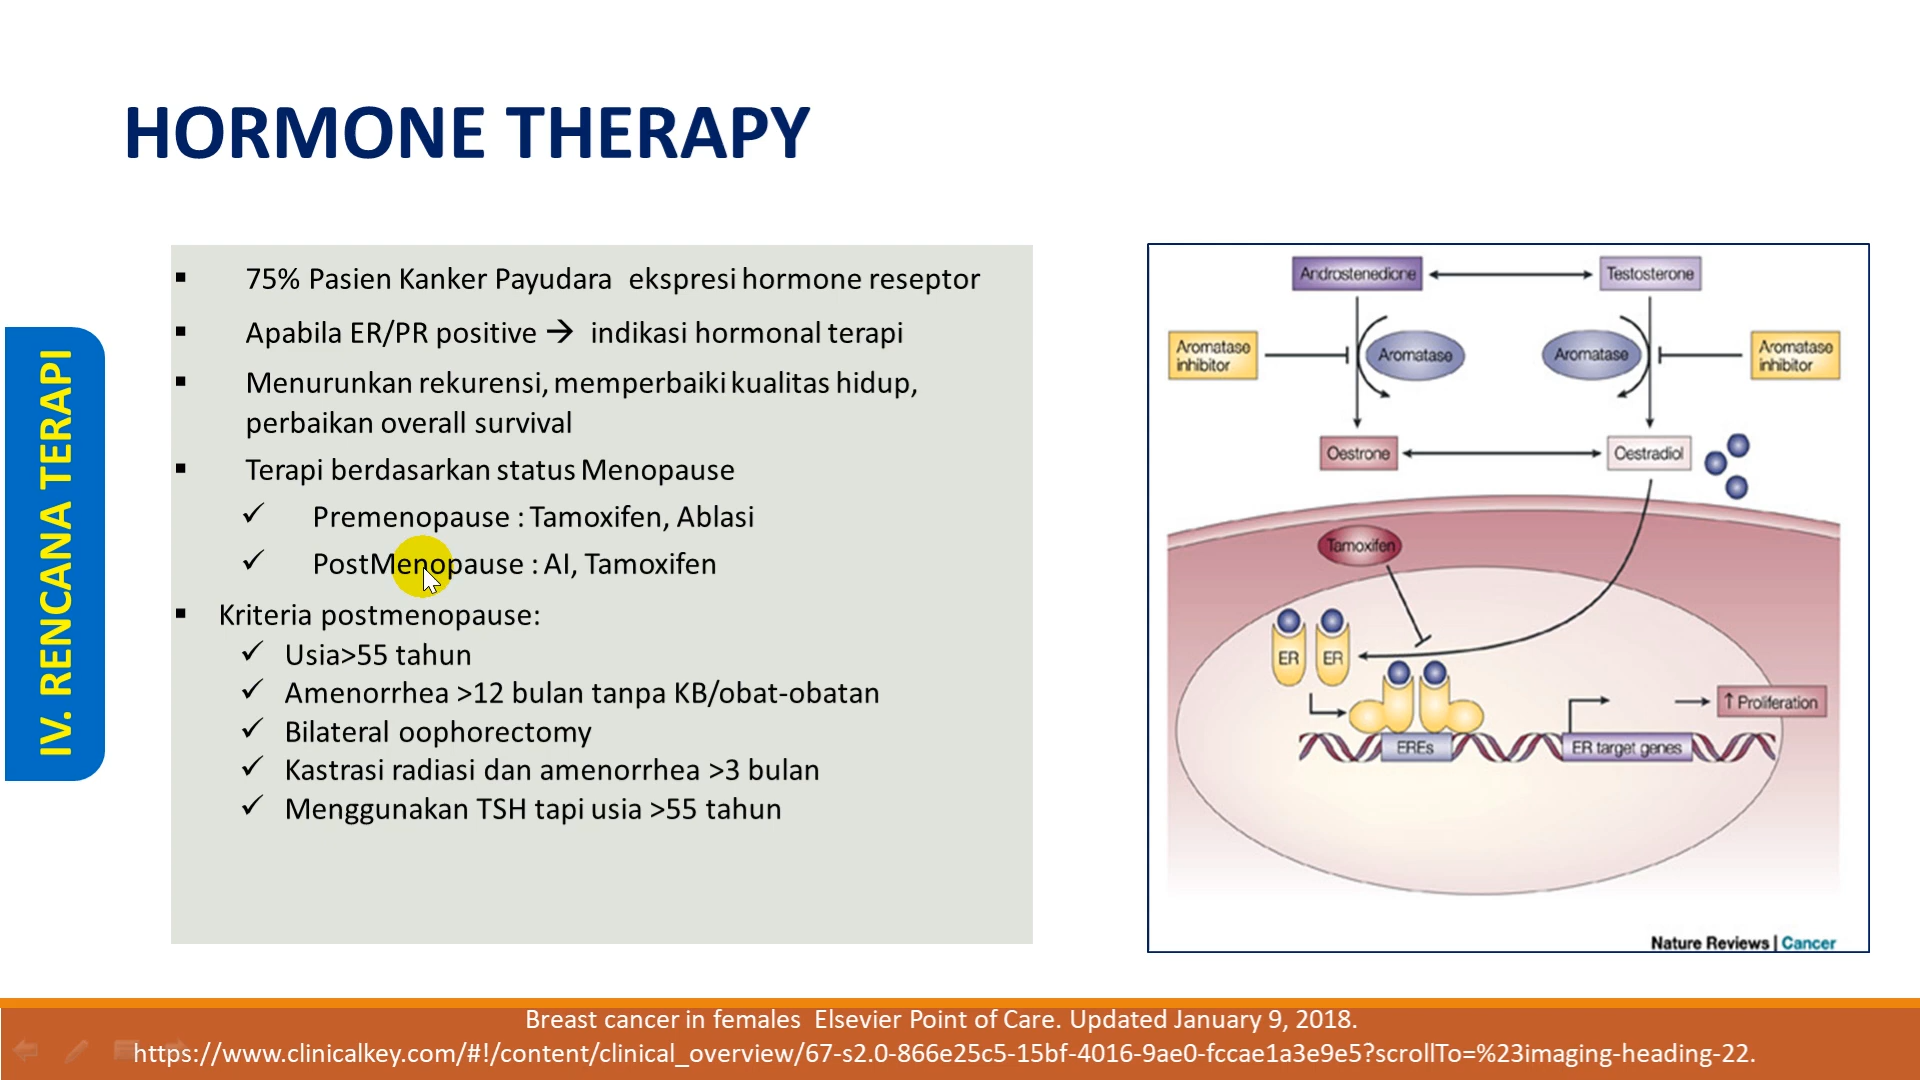 HORMONE THERAPY
IV. RENCANA TERAPI
▪ 75% Pasien Kanker Payudara ekspresi hormone reseptor
▪ Apabila ER/PR positive → indikasi hormonal terapi
▪ Menurunkan rekurensi, memperbaiki kualitas hidup,
perbaikan overall survival
▪ Terapi berdasarkan status Menopause
✓ Premenopause : Tamoxifen, Ablasi
✓ PostMenopause : AI, Tamoxifen
▪ Kriteria postmenopause:
✓ Usia>55 tahun
✓ Amenorrhea >12 bulan tanpa KB/obat-obatan
✓ Bilateral oophorectomy
✓ Kastrasi radiasi dan amenorrhea >3 bulan
✓ Menggunakan TSH tapi usia >55 tahun
Androstenedione
Testosterone
Aromatase
inhibitor
Aromatase
Aromatase
Aromatase
inhibitor
Oestrone
Oestradiol
Tamoxifen
ER
ER
↑ Proliferation
EREs
ER target genes
Nature Reviews | Cancer
Breast cancer in females Elsevier Point of Care. Updated January 9, 2018.
https://www.clinicalkey.com/#!/content/clinical_overview/67-s2.0-866e25c5-15bf-4016-9ae0-fccae1a3e9e5?scrollTo=%23imaging-heading-22.